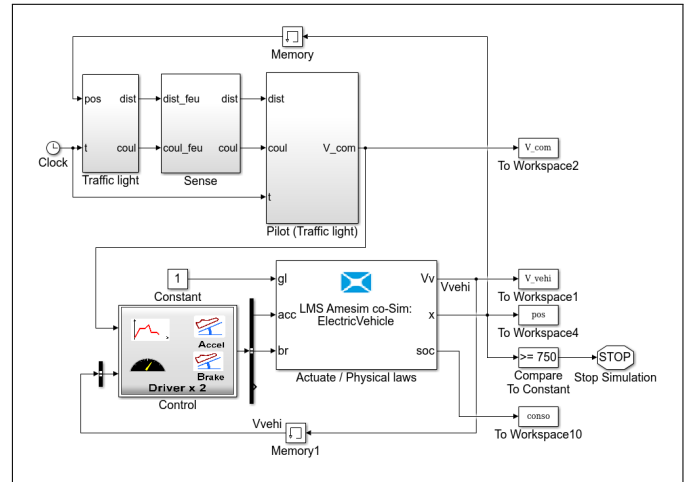 Memory
pos dist dist_feu dist dist
t coul coul_feu coul coul V_com
V_com
Clock
Traffic light Sense
t
To Workspace2
Pilot (Traffic light)
1
Constant
gl Vv
LMS Amesim co-Sim:
ElectricVehicle
Vvehi
V_vehi
To Workspace1
acc x
pos
To Workspace4
Accel
br soc
>= 750
STOP
Brake
Driver x 2
Control
Actuate / Physical laws
Compare
To Constant
Stop Simulation
conso
To Workspace10
Vvehi
Memory1